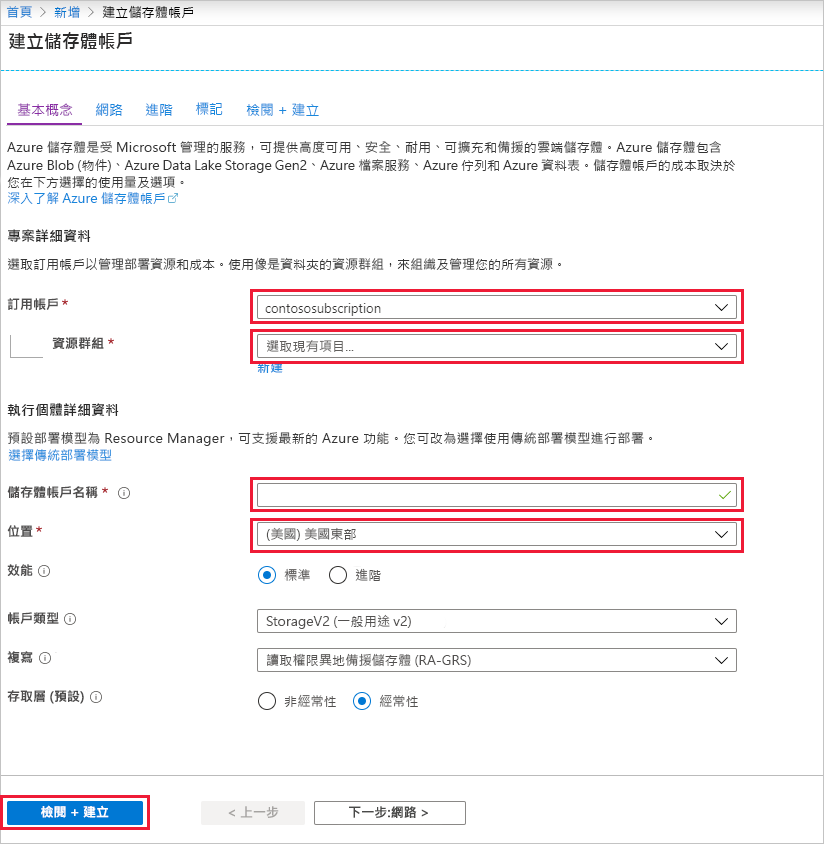 首頁 > 新增 > 建立儲存體帳戶
建立儲存體帳戶
基本概念 網路 進階 標記 檢閱 + 建立
Azure 儲存體是受 Microsoft 管理的服務，可提供高度可用、安全、耐用、可擴充和備援的雲端儲存體。Azure 儲存體包含
Azure Blob (物件)、Azure Data Lake Storage Gen2、Azure 檔案服務、Azure 佇列和 Azure 資料表。儲存體帳戶的成本取決於
您在下方選擇的使用量及選項。
深入了解 Azure 儲存體帳戶
專案詳細資料
選取訂用帳戶以管理部署資源和成本。使用像是資料夾的資源群組，來組織及管理您的所有資源。
訂用帳戶 * contososubscription
資源群組 * 選取現有項目...
新建
執行個體詳細資料
預設部署模型為 Resource Manager，可支援最新的 Azure 功能。您可改為選擇使用傳統部署模型進行部署。
選擇傳統部署模型
儲存體帳戶名稱 *
位置 * (美國) 美國東部
效能 標準 進階
帳戶類型 StorageV2 (一般用途 v2)
複寫 讀取權限異地備援儲存體 (RA-GRS)
存取層 (預設) 非經常性 經常性
檢閱 + 建立 < 上一步 下一步:網路 >